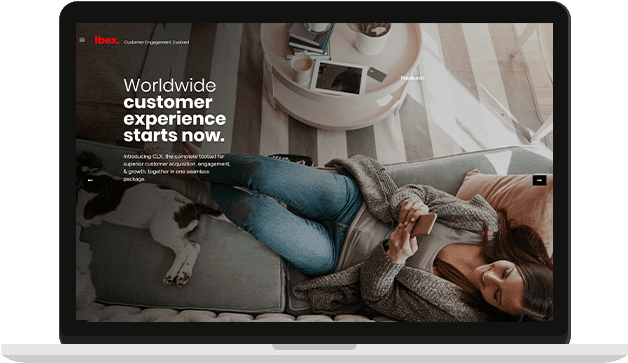 ibex. Customer Engagement, Evolved
feedback
Worldwide
customer
experience
starts now.
Introducing CLX, the complete toolset for
superior customer acquisition, engagement,
& growth, together in one seamless
package.